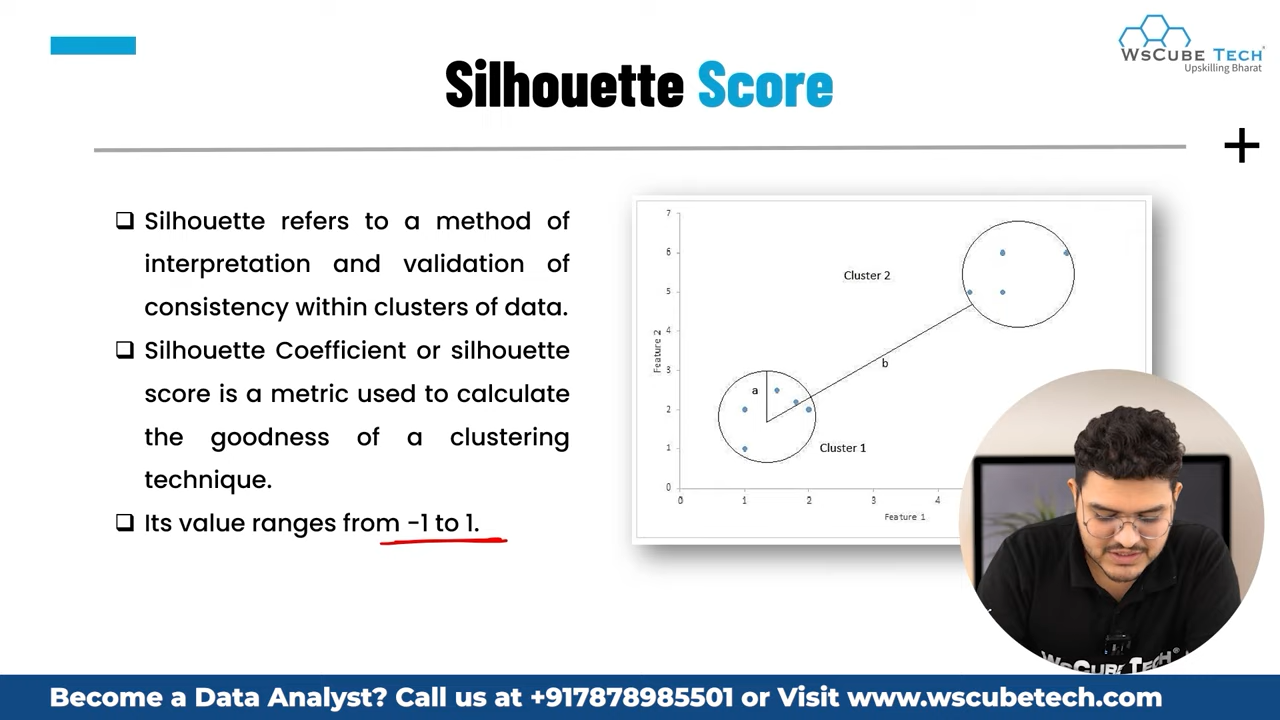 WsCube Tech
Upskilling Bharat
Silhouette Score
Silhouette refers to a method of
interpretation and validation of
consistency within clusters of data.
Silhouette Coefficient or silhouette
score is a metric used to calculate
the goodness of a clustering
technique.
Its value ranges from -1 to 1.
7
6
5
4
3
2
1
0
Feature 2
Cluster 2
b
a
Cluster 1
0 1 2 3 4
Feature 1
WsCube Tech
Become a Data Analyst? Call us at +917878985501 or Visit www.wscubetech.com